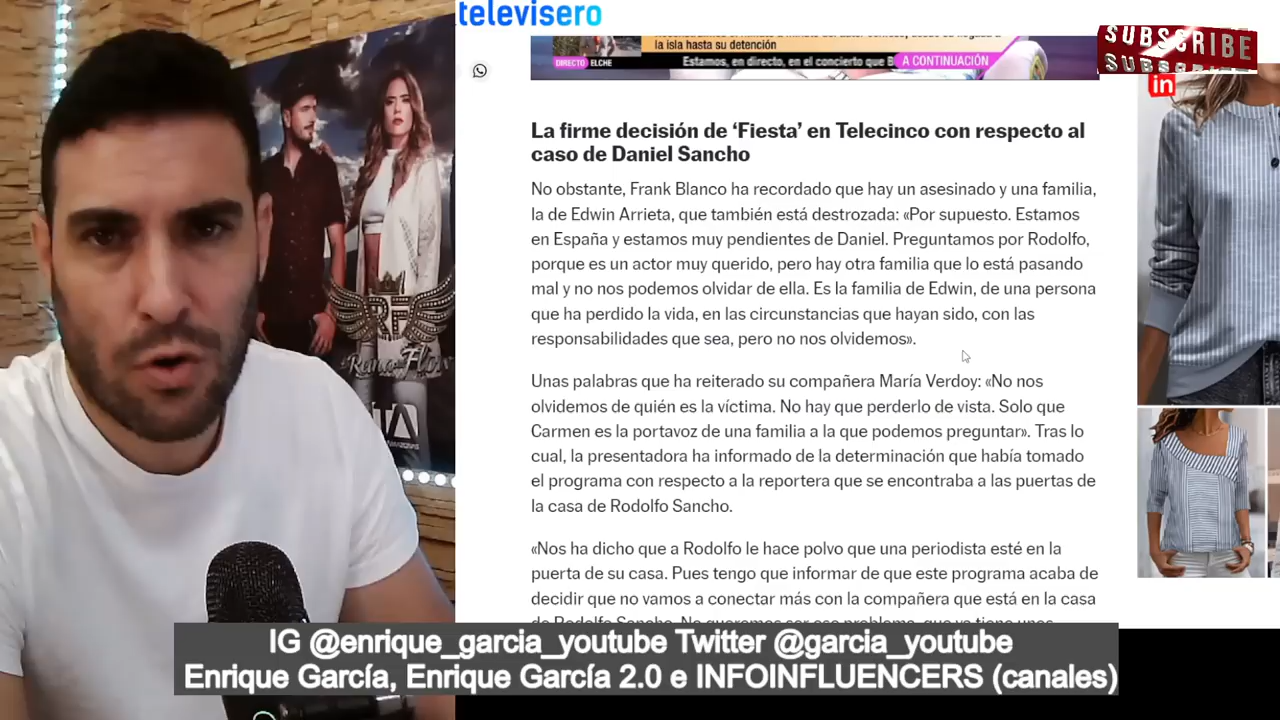 televisero
la isla hasta su detención
DIRECTO ELCHE
Estamos, en directo, en el concierto que B
A CONTINUACIÓN
SUBSCRIBE
SUBSCRIBE
in
La firme decisión de ‘Fiesta’ en Telecinco con respecto al
caso de Daniel Sancho
No obstante, Frank Blanco ha recordado que hay un asesinado y una familia,
la de Edwin Arrieta, que también está destrozada: «Por supuesto. Estamos
en España y estamos muy pendientes de Daniel. Preguntamos por Rodolfo,
porque es un actor muy querido, pero hay otra familia que lo está pasando
mal y no nos podemos olvidar de ella. Es la familia de Edwin, de una persona
que ha perdido la vida, en las circunstancias que hayan sido, con las
responsabilidades que sea, pero no nos olvidemos».
Unas palabras que ha reiterado su compañera María Verdoy: «No nos
olvidemos de quién es la víctima. No hay que perderlo de vista. Solo que
Carmen es la portavoz de una familia a la que podemos preguntar». Tras lo
cual, la presentadora ha informado de la determinación que había tomado
el programa con respecto a la reportera que se encontraba a las puertas de
la casa de Rodolfo Sancho.
«Nos ha dicho que a Rodolfo le hace polvo que una periodista esté en la
puerta de su casa. Pues tengo que informar de que este programa acaba de
decidir que no vamos a conectar más con la compañera que está en la casa
RF
Reina Flow
IG @enrique_garcia_youtube Twitter @garcia_youtube
Enrique García, Enrique García 2.0 e INFOINFLUENCERS (canales)